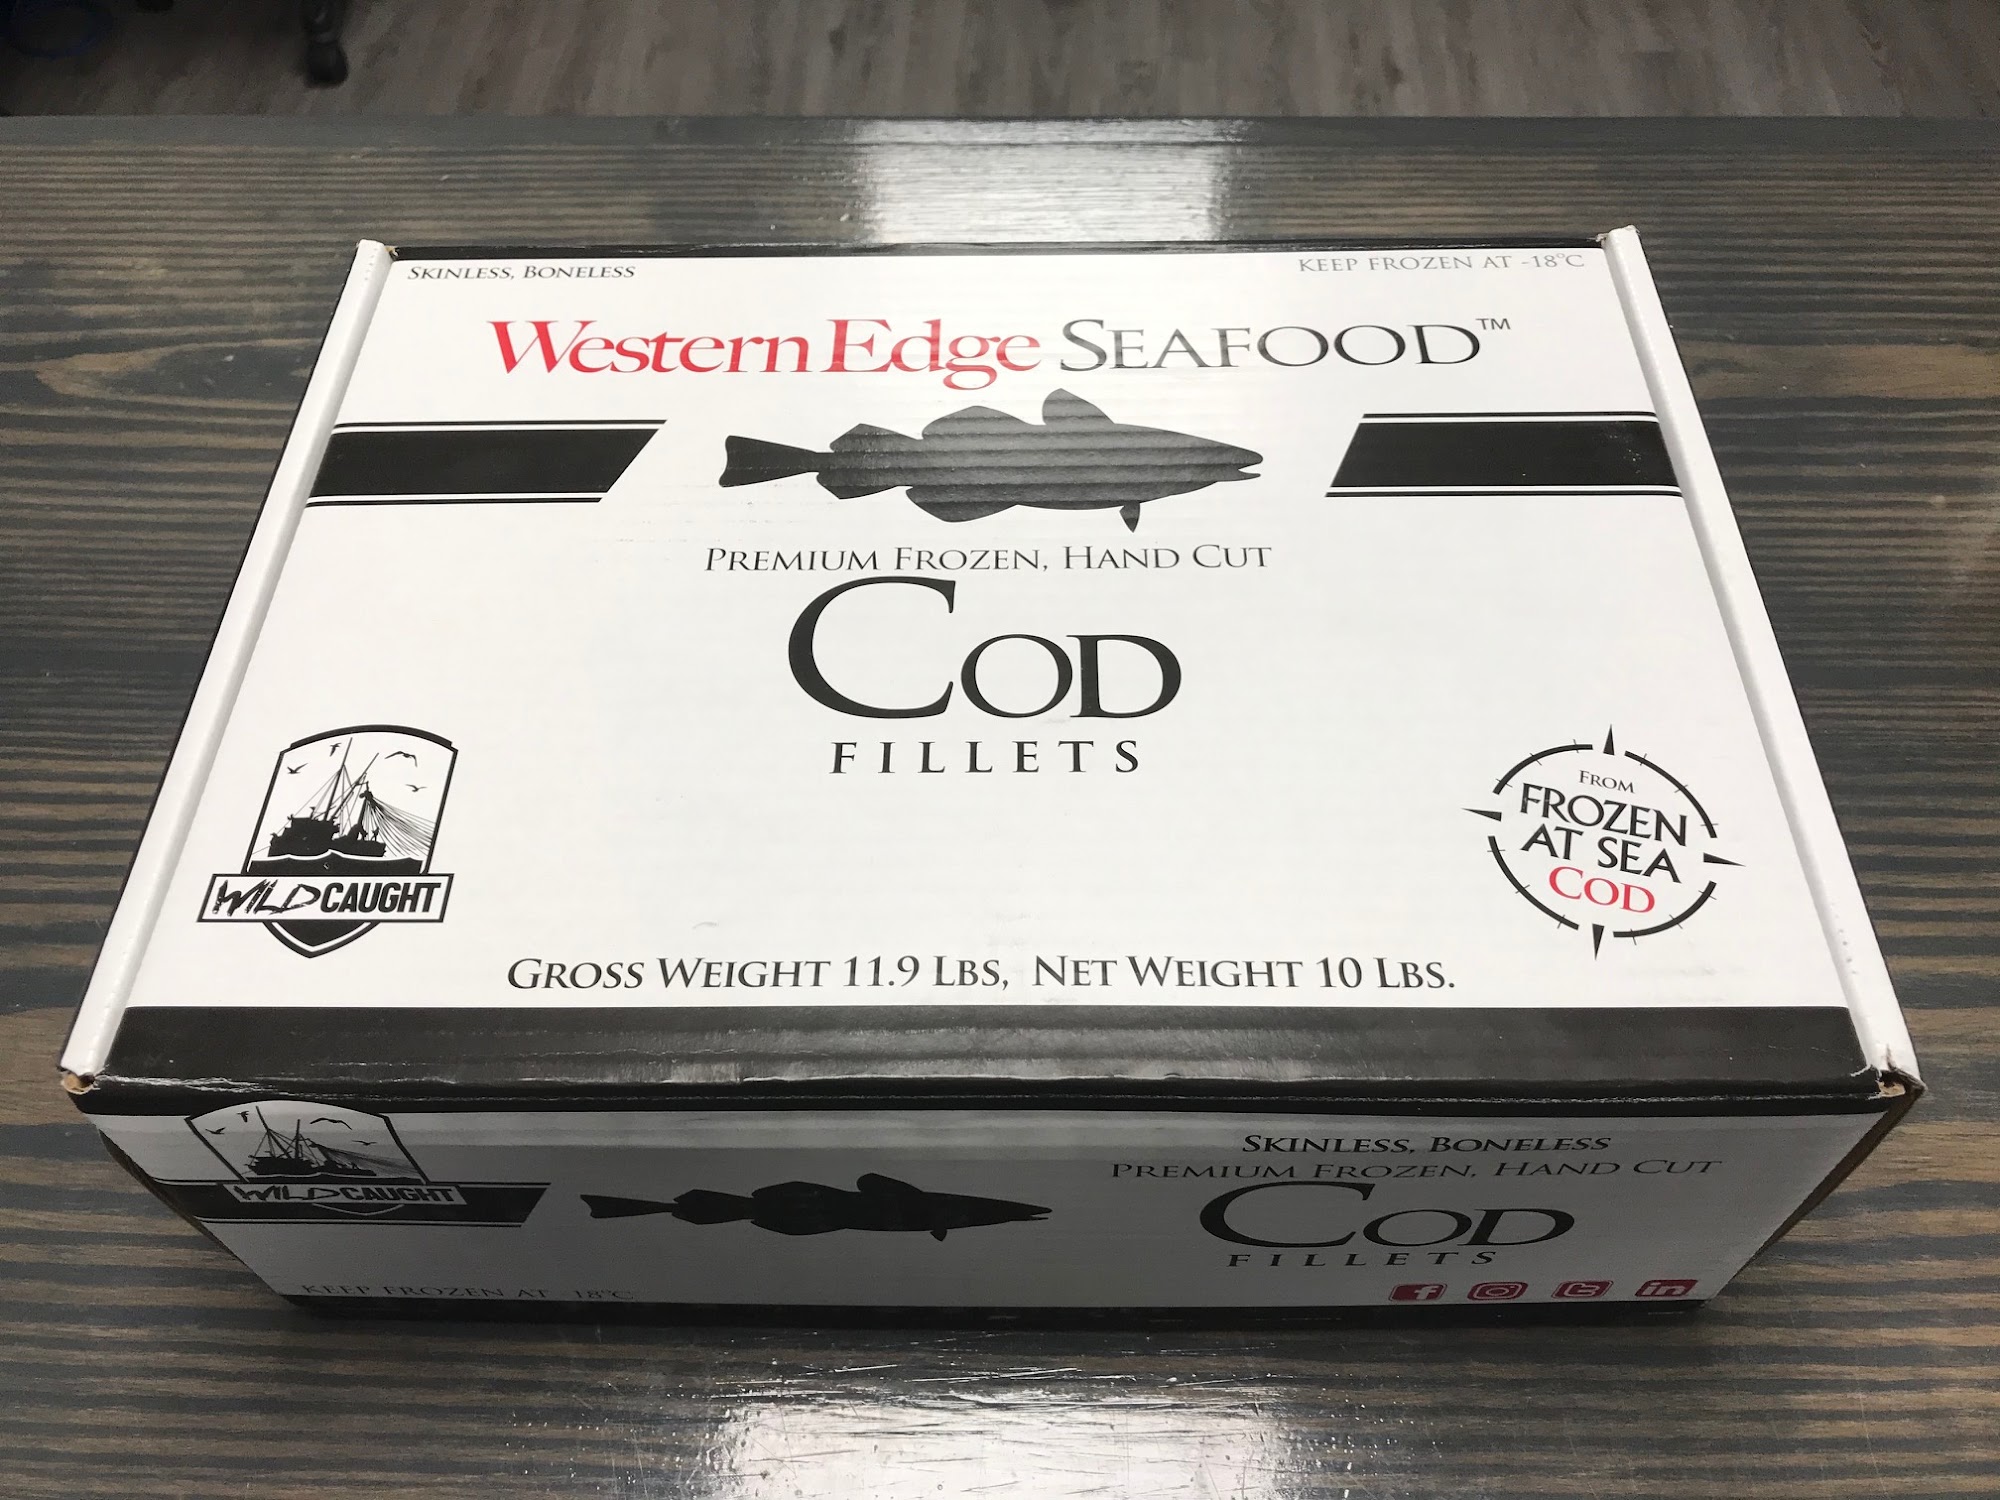 SKINLESS, BONELESS
KEEP FROZEN AT -18°C
Western Edge SEAFOOD™
PREMIUM FROZEN, HAND CUT
COD
FILLETS
WILD CAUGHT
FROM
FROZEN
AT SEA
COD
GROSS WEIGHT 11.9 LBS, NET WEIGHT 10 LBS.
WILD CAUGHT
SKINLESS, BONELESS
PREMIUM FROZEN, HAND CUT
COD
FILLETS
KEEP FROZEN AT -18°C
f t in